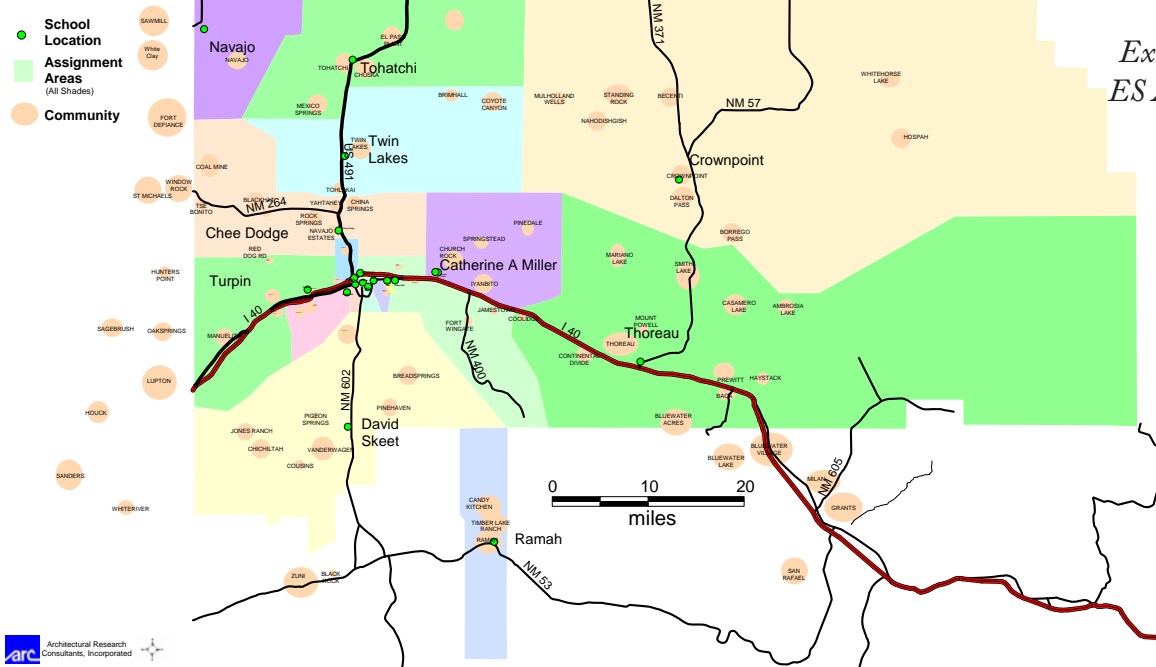 School
Location
Assignment
Areas
(All Shades)
Community
SAWMILL
White
Clay
FORT
DEFIANCE
Navajo
NAVAJO
EL PASO
PLANT
TOHATCHI
Tohatchi
CHUSKA
MEXICO
SPRINGS
BRIMHALL
COYOTE
CANYON
MULHOLLAND
WELLS
STANDING
ROCK
BECENTI
NAHODISHGISH
NM 371
NM 57
WHITEHORSE
LAKE
HOSPAH
Ex
ES
TWIN
LAKES
Twin
Lakes
US 491
COAL MINE
WINDOW
ROCK
ST MICHAELS
TSE
BONITO
BLACKHAT
NM 264
TOHLAKAI
YAHTAHEY
CHINA
SPRINGS
ROCK
SPRINGS
NAVAJO
ESTATES
Chee Dodge
RED
DOG RD
Crownpoint
CROWNPOINT
DALTON
PASS
BORREGO
PASS
PINEDALE
SPRINGSTEAD
CHURCH
ROCK
Catherine A Miller
IYANBITO
MARIANO
LAKE
SMITH
LAKE
CASAMERO
LAKE
AMBROSIA
LAKE
HUNTERS
POINT
Turpin
I 40
SAGEBRUSH
OAKSPRINGS
MANUELITO
FORT
WINGATE
JAMESTOWN
COOLIDGE
I 40
MOUNT
POWELL
Thoreau
THOREAU
CONTINENTAL
DIVIDE
NM 400
PREWITT
HAYSTACK
BACA
LUPTON
HOUCK
NM 602
BREADSPRINGS
PINEHAVEN
PIGEON
SPRINGS
David
Skeet
JONES RANCH
CHICHILTAH
VANDERWAGEN
COUSINS
BLUEWATER
ACRES
BLUEWATER
LAKE
BLUEWATER
VILLAGE
MILAN
NM 605
GRANTS
SANDERS
WHITERIVER
0
10
20
miles
CANDY
KITCHEN
TIMBER LAKE
RANCH
RAMAH
Ramah
NM 53
ZUNI
BLACK
ROCK
SAN
RAFAEL
arc
Architectural Research
Consultants, Incorporated